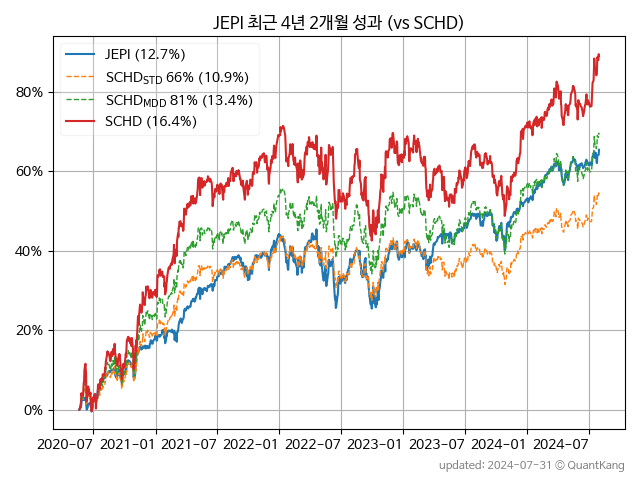 JEPI 최근 4년 2개월 성과 (vs SCHD)
JEPI (12.7%)
SCHD_STD 66% (10.9%)
SCHD_MDD 81% (13.4%)
SCHD (16.4%)
80%
60%
40%
20%
0%
2020-07 2021-01 2021-07 2022-01 2022-07 2023-01 2023-07 2024-01 2024-07
updated: 2024-07-31 © QuantKang